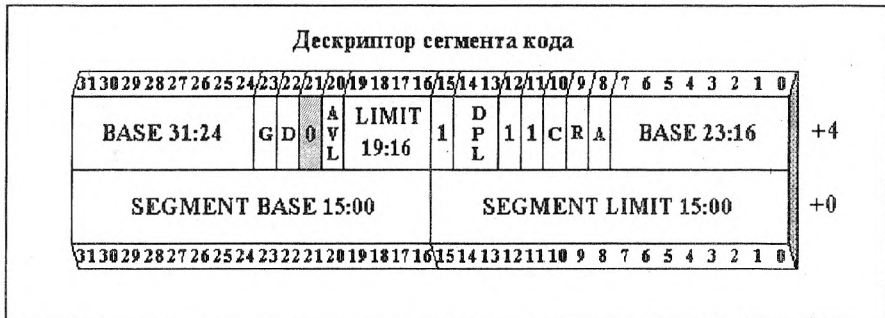 Дескриптор сегмента кода
31 30 29 28 27 26 25 24 23 22 21 20 19 18 17 16 15 14 13 12 11 10 9 8 7 6 5 4 3 2 1 0
BASE 31:24 G D 0 AVL LIMIT 19:16 1 DPL 1 1 C R A BASE 23:16 +4
SEGMENT BASE 15:00 SEGMENT LIMIT 15:00 +0
31 30 29 28 27 26 25 24 23 22 21 20 19 18 17 16 15 14 13 12 11 10 9 8 7 6 5 4 3 2 1 0